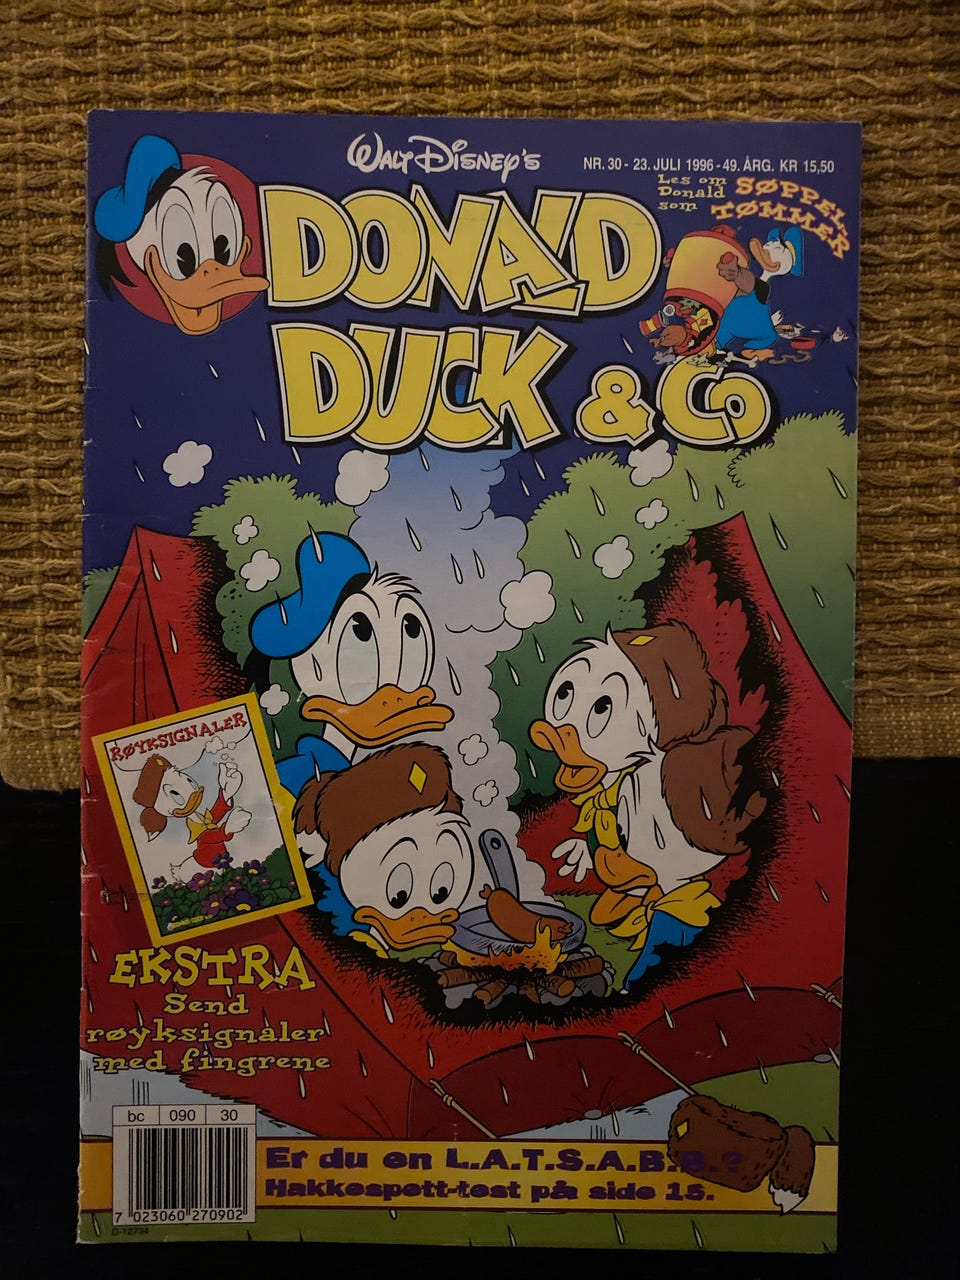 Walt Disney's
NR. 30 - 23. JULI 1996 - 49. ÅRG. KR 15,50
Les om
Donald
som
SØPPEL-
TØMMER
DONALD
DUCK & Co
RØYKSIGNALER
EKSTRA
Send
røyksignaler
med fingrene
bc 090 30
7 023060 270902
D-12794
Er du en L.A.T.S.A.B.B.?
Hakkespett-test på side 15.